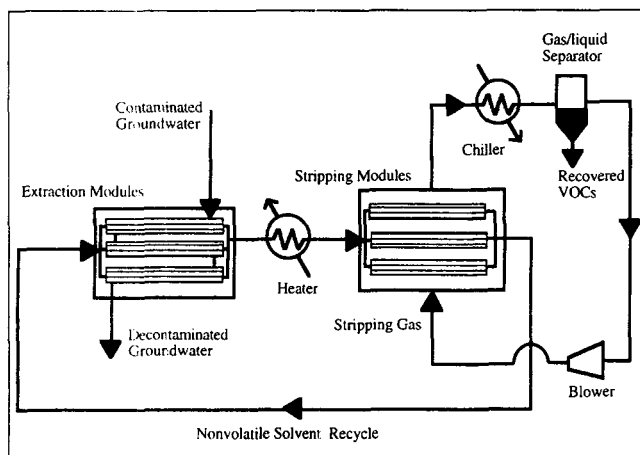 Gas/liquid
Separator
Contaminated
Groundwater
Chiller
Extraction Modules
Stripping Modules
Recovered
VOCs
Heater
Stripping Gas
Decontaminated
Groundwater
Blower
Nonvolatile Solvent Recycle